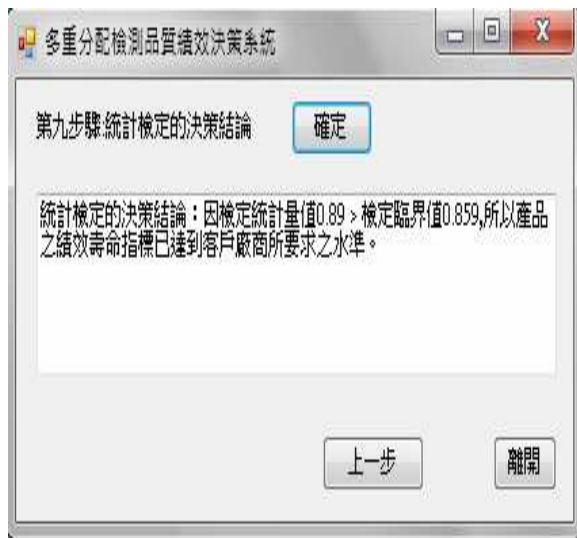 多重分配檢測品質績效決策系統
第九步驟:統計檢定的決策結論
確定
統計檢定的決策結論：因檢定統計量值0.89 > 檢定臨界值0.859,所以產品
之績效壽命指標已達到客戶廠商所要求之水準。
上一步
離開